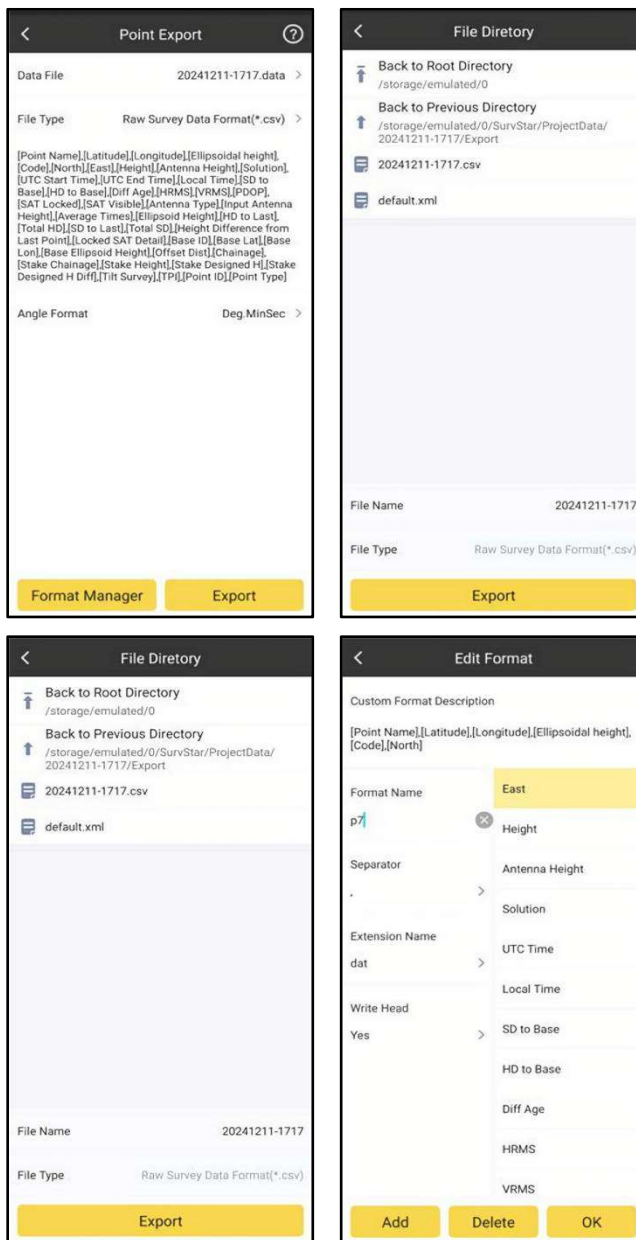 Point Export
?
Data File 20241211-1717.data >
File Type Raw Survey Data Format(*.csv) >
[Point Name],[Latitude],[Longitude],[Ellipsoidal height],
[Code],[North],[East],[Height],[Antenna Height],[Solution],
[UTC Start Time],[UTC End Time],[Local Time],[SD to
Base],[HD to Base],[Diff Age],[HRMS],[VRMS],[PDOP],
[SAT Locked],[SAT Visible],[Antenna Type],[Input Antenna
Height],[Average Times],[Ellipsoid Height],[HD to Last],
[Total HD],[SD to Last],[Total SD],[Height Difference from
Last Point],[Locked SAT Detail],[Base ID],[Base Lat],[Base
Lon],[Base Ellipsoid Height],[Offset Dist],[Chainage],
[Stake Chainage],[Stake Height],[Stake Designed H],[Stake
Designed H Diff],[Tilt Survey],[TPI],[Point ID],[Point Type]
Angle Format Deg.MinSec >
Format Manager Export
File Diretory
Back to Root Directory
/storage/emulated/0
Back to Previous Directory
/storage/emulated/0/SurvStar/ProjectData/
20241211-1717/Export
20241211-1717.csv
default.xml
File Name 20241211-1717
File Type Raw Survey Data Format(*.csv)
Export
File Diretory
Back to Root Directory
/storage/emulated/0
Back to Previous Directory
/storage/emulated/0/SurvStar/ProjectData/
20241211-1717/Export
20241211-1717.csv
default.xml
File Name 20241211-1717
File Type Raw Survey Data Format(*.csv)
Export
Edit Format
Custom Format Description
[Point Name],[Latitude],[Longitude],[Ellipsoidal height],
[Code],[North]
Format Name
p7
Separator
,
Extension Name
dat
Write Head
Yes
East
Height
Antenna Height
Solution
UTC Time
Local Time
SD to Base
HD to Base
Diff Age
HRMS
VRMS
Add Delete OK